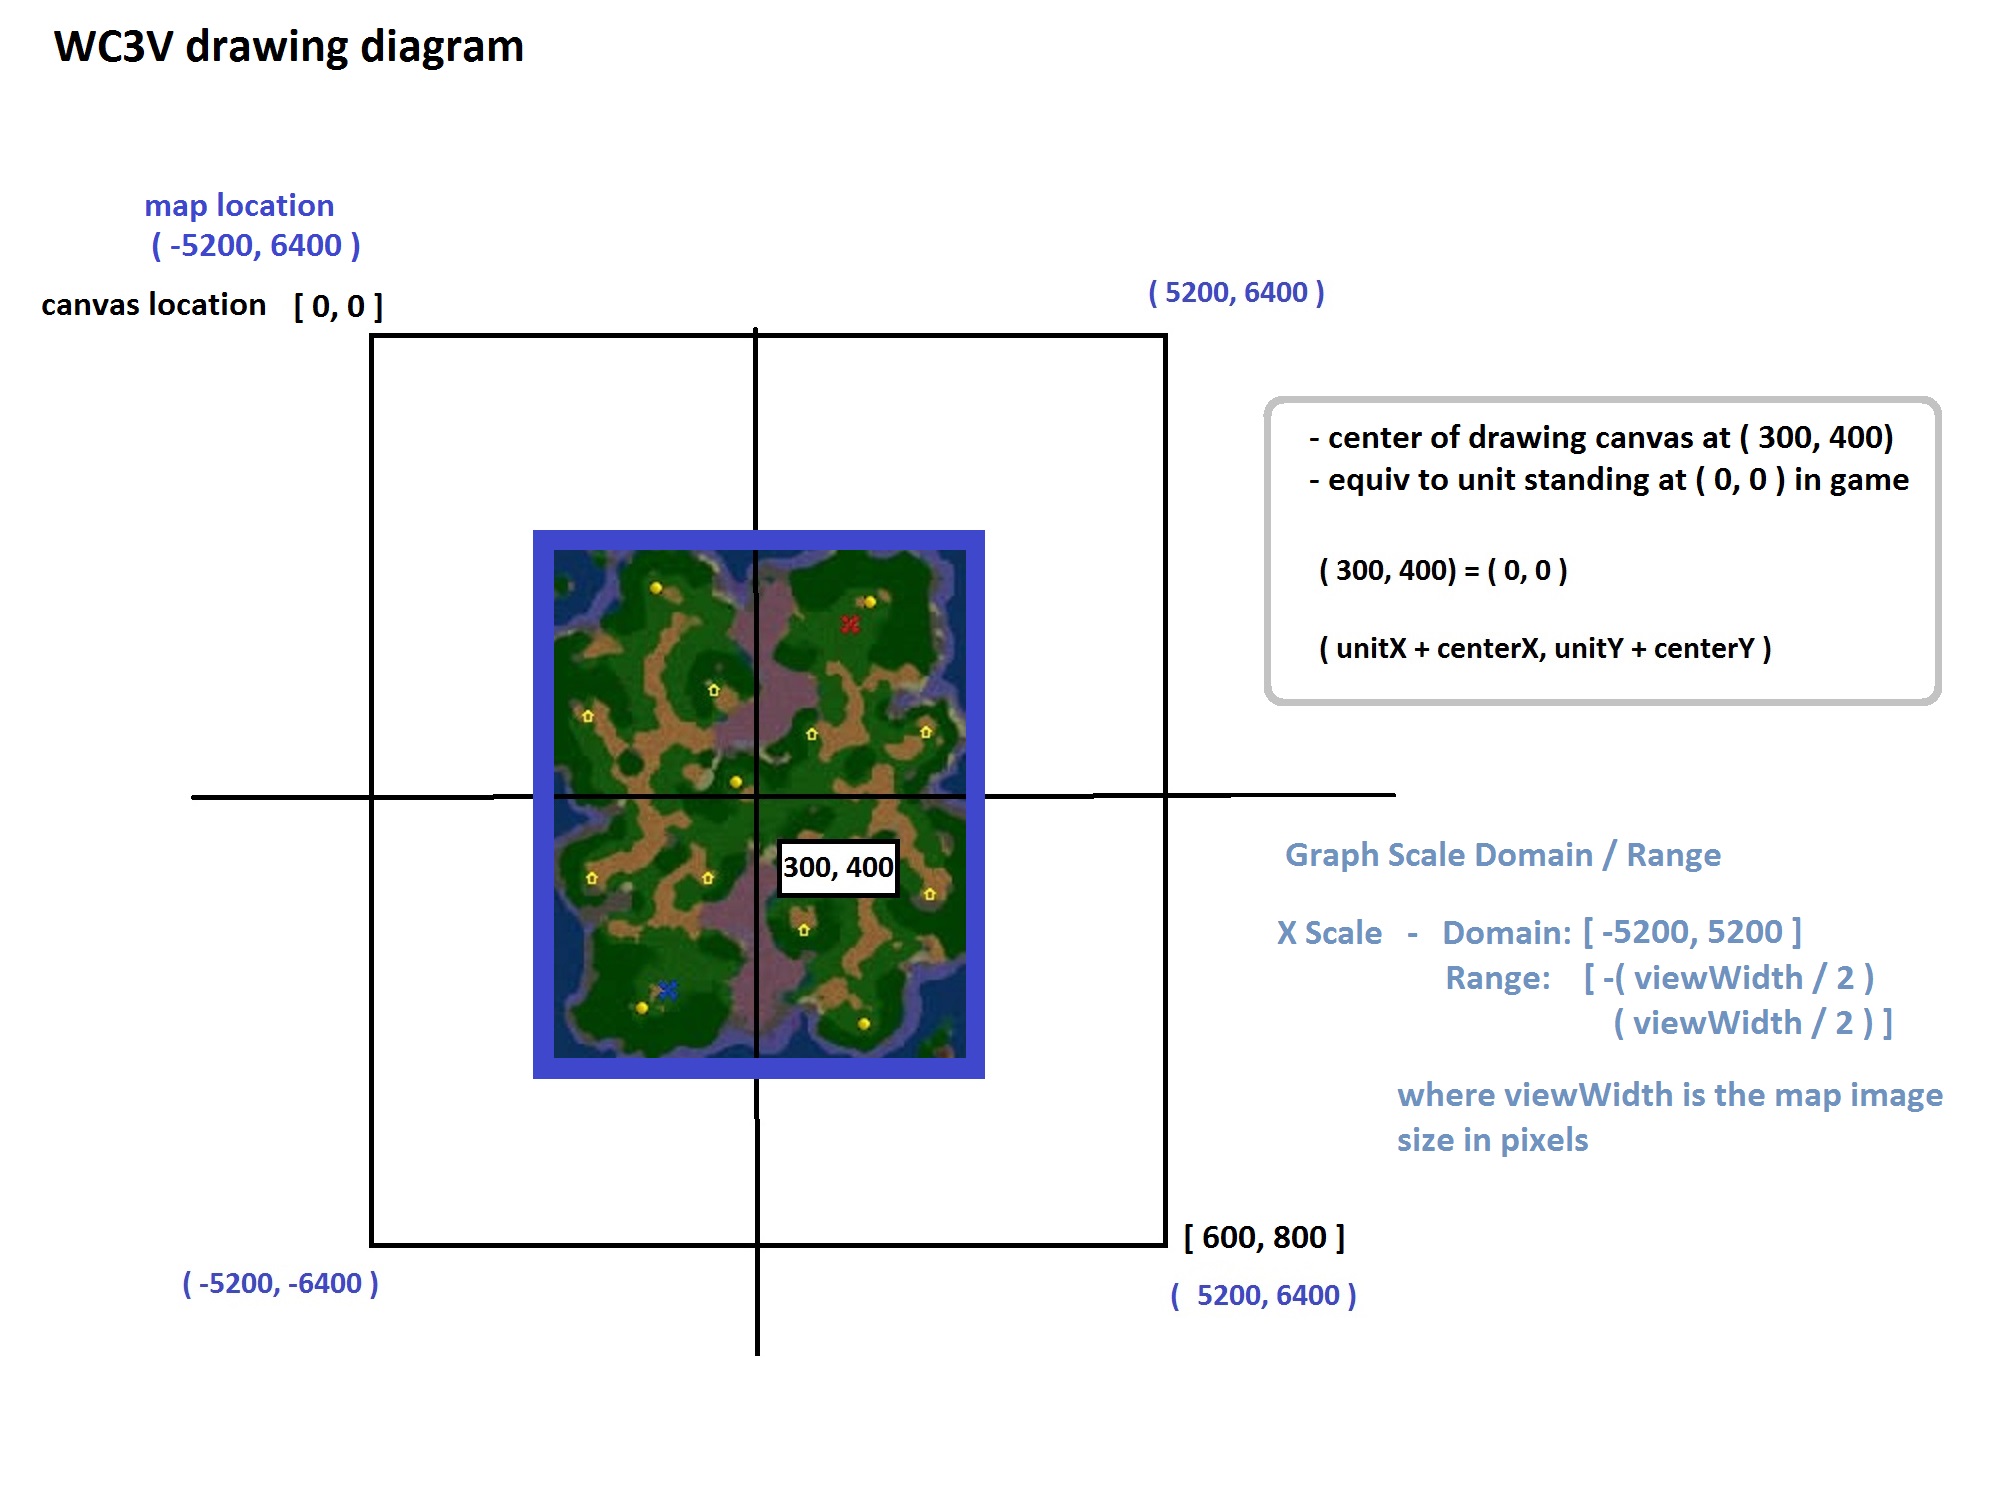 WC3V drawing diagram
map location
( -5200, 6400 )
canvas location [ 0, 0 ]
( 5200, 6400 )
- center of drawing canvas at ( 300, 400)
- equiv to unit standing at ( 0, 0 ) in game
( 300, 400) = ( 0, 0 )
( unitX + centerX, unitY + centerY )
300, 400
Graph Scale Domain / Range
X Scale - Domain: [ -5200, 5200 ]
Range: [ -( viewWidth / 2 )
( viewWidth / 2 ) ]
where viewWidth is the map image
size in pixels
[ 600, 800 ]
( -5200, -6400 )
( 5200, 6400 )